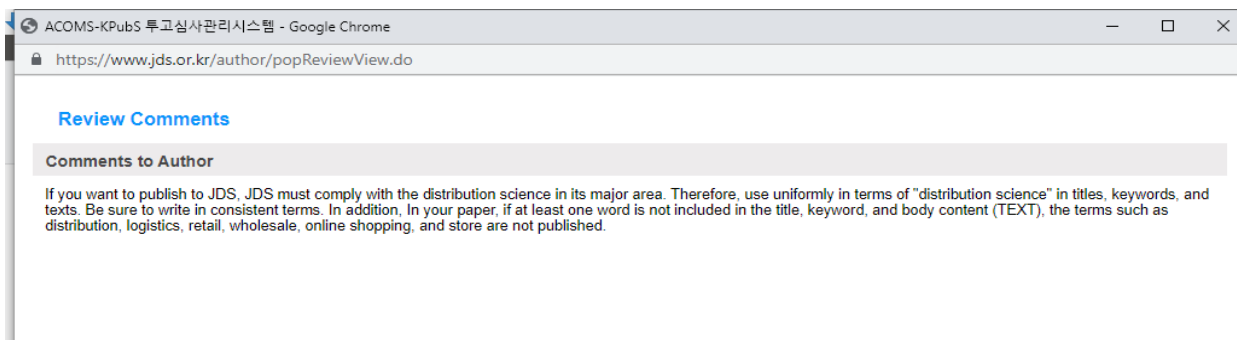 ACOMS-KPubS 투고심사관리시스템 - Google Chrome
https://www.jds.or.kr/author/popReviewView.do
Review Comments
Comments to Author
If you want to publish to JDS, JDS must comply with the distribution science in its major area. Therefore, use uniformly in terms of "distribution science" in titles, keywords, and
texts. Be sure to write in consistent terms. In addition, In your paper, if at least one word is not included in the title, keyword, and body content (TEXT), the terms such as
distribution, logistics, retail, wholesale, online shopping, and store are not published.